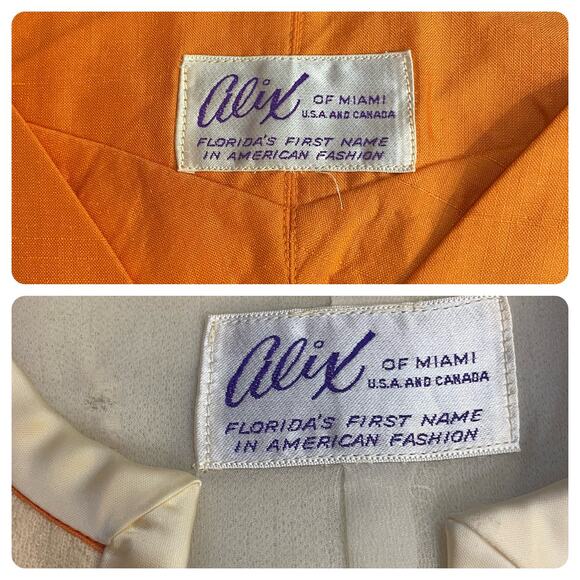 Alix OF MIAMI
U.S.A. AND CANADA
FLORIDA'S FIRST NAME
IN AMERICAN FASHION
Alix OF MIAMI
U.S.A. AND CANADA
FLORIDA'S FIRST NAME
IN AMERICAN FASHION